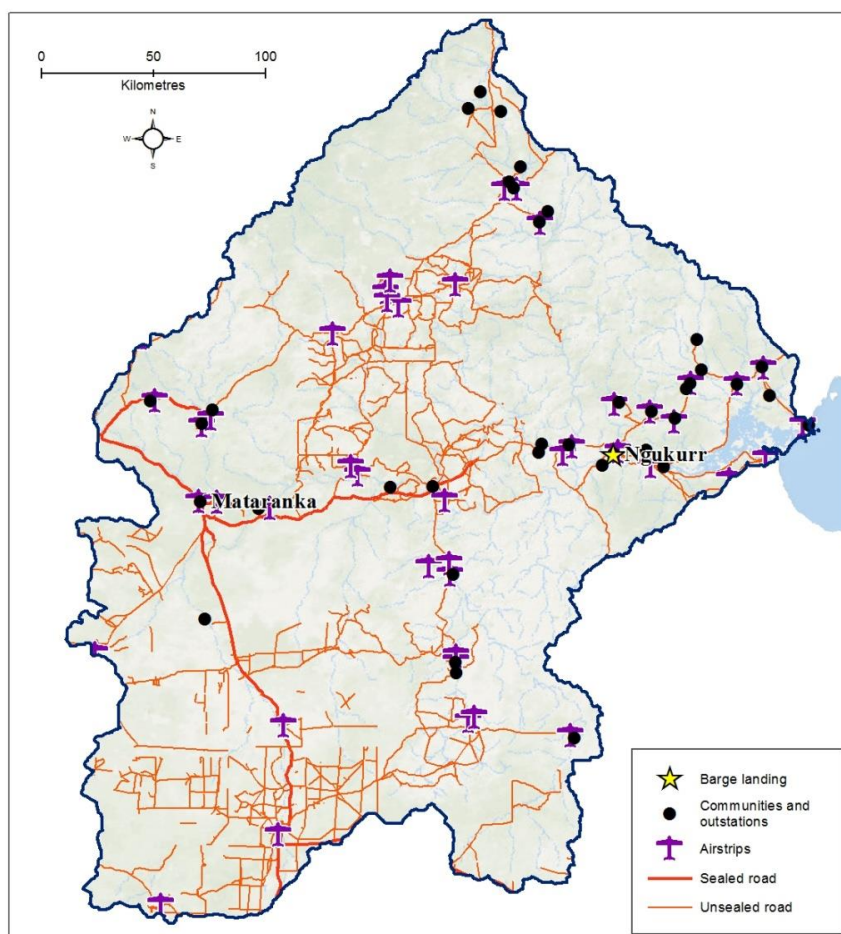 0 50 100
Kilometres
N
W E
S
Ngukurr
Mataranka
Barge landing
Communities and
outstations
Airstrips
Sealed road
Unsealed road